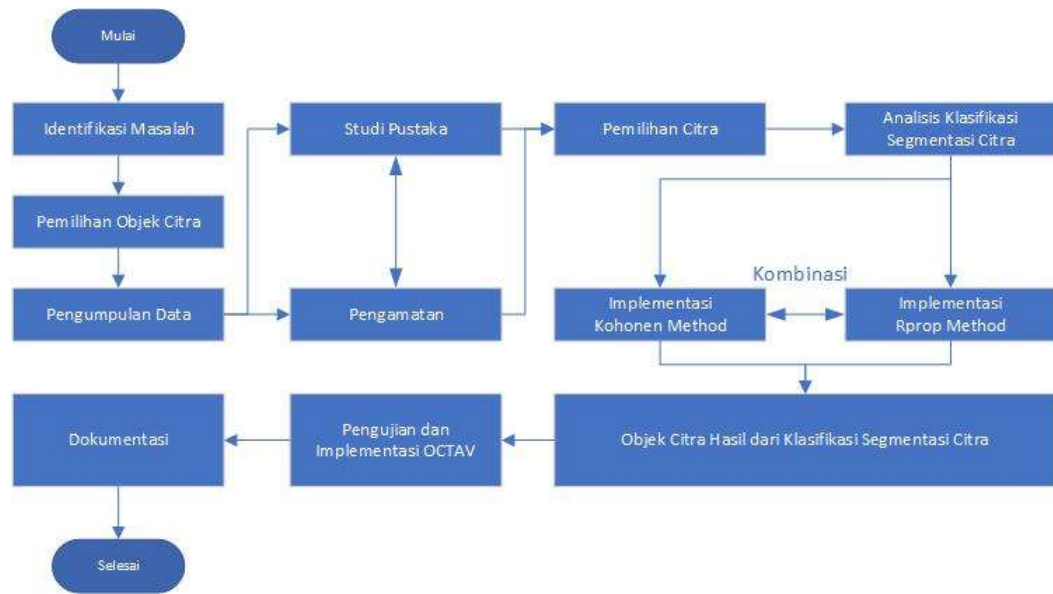 Mulai
Identifikasi Masalah
Studi Pustaka
Pemilihan Citra
Analisis Klasifikasi
Segmentasi Citra
Pemilihan Objek Citra
Kombinasi
Pengumpulan Data
Pengamatan
Implementasi
Kohonen Method
Implementasi
Rprop Method
Dokumentasi
Pengujian dan
Implementasi OCTAV
Objek Citra Hasil dari Klasifikasi Segmentasi Citra
Selesai